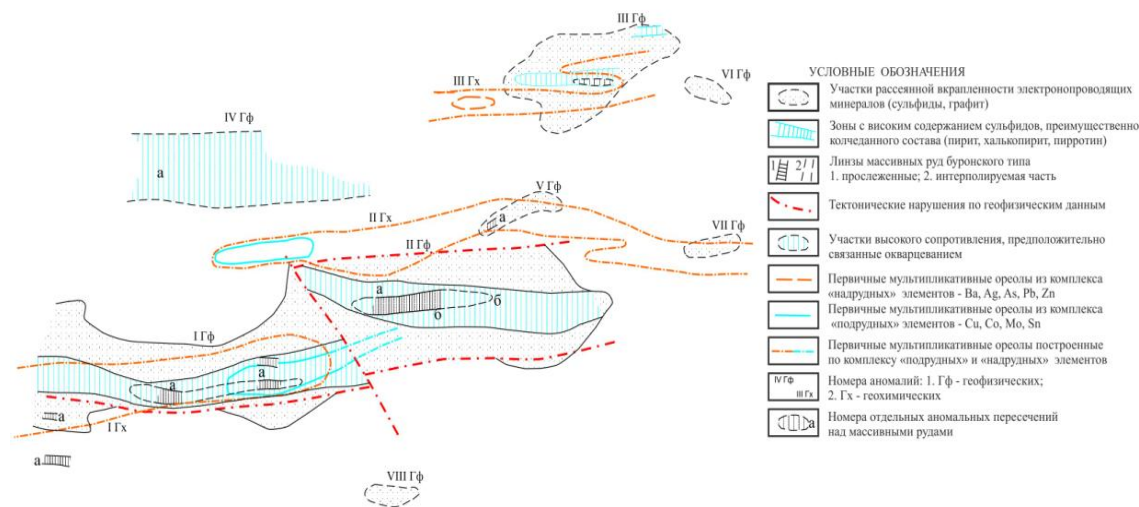 III Гф
III Гх
VI Гф
IV Гф
а
V Гф
а
II Гх
VII Гф
II Гф
а
б
б
I Гф
а
а
а
I Гх
а
VIII Гф
УСЛОВНЫЕ ОБОЗНАЧЕНИЯ
Участки рассеянной вкрапленности электронопроводящих
минералов (сульфиды, графит)
Зоны с високим содержанием сульфидов, преимущественно
колчеданного состава (пирит, халькопирит, пирротин)
1 2
Линзы массивных руд буронского типа
1. прослеженные; 2. интерполируемая часть
Тектонические нарушения по геофизическим данным
Участки высокого сопротивления, предположительно
связанные окварцеванием
Первичные мультипликативные ореолы из комплекса
«надрудных» элементов - Ba, Ag, As, Pb, Zn
Первичные мультипликативные ореолы из комплекса
«подрудных» элементов - Cu, Co, Mo, Sn
Первичные мультипликативные ореолы построенные
по комплексу «подрудных» и «надрудных» элементов
IV Гф
III Гх
Номера аномалий: 1. Гф - геофизических;
2. Гх - геохимических
а
Номера отдельных аномальных пересечений
над массивными рудами